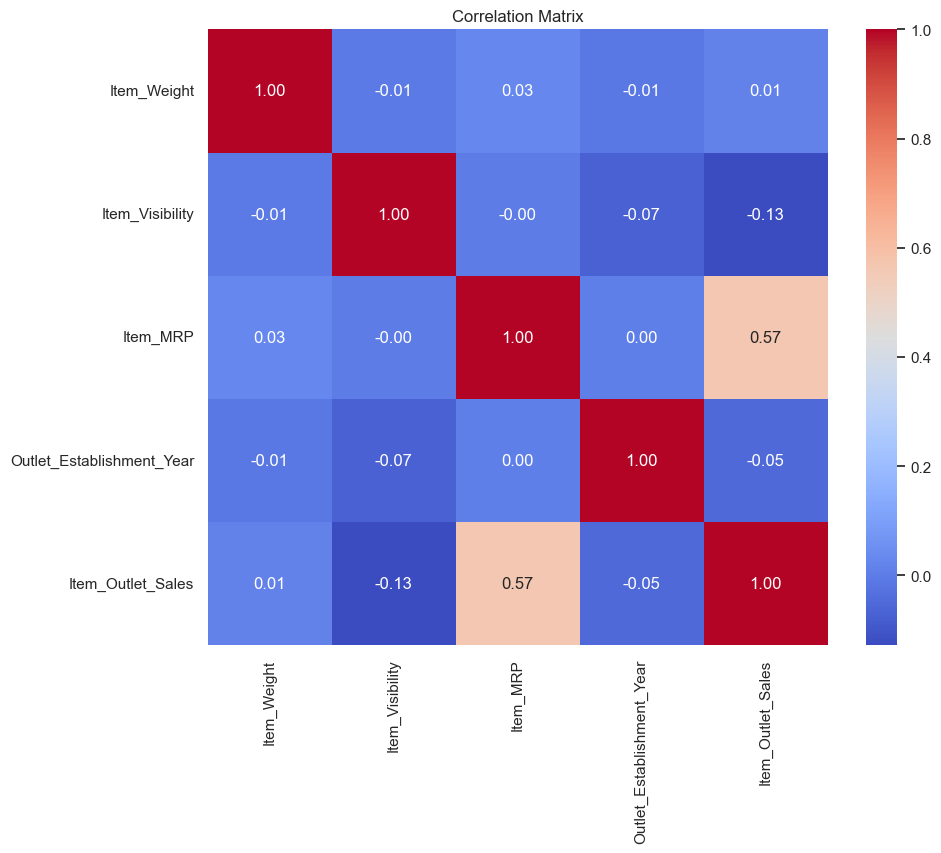 Correlation Matrix
Item_Weight 1.00 -0.01 0.03 -0.01 0.01
Item_Visibility -0.01 1.00 -0.00 -0.07 -0.13
Item_MRP 0.03 -0.00 1.00 0.00 0.57
Outlet_Establishment_Year -0.01 -0.07 0.00 1.00 -0.05
Item_Outlet_Sales 0.01 -0.13 0.57 -0.05 1.00
Item_Weight
Item_Visibility
Item_MRP
Outlet_Establishment_Year
Item_Outlet_Sales
1.0
0.8
0.6
0.4
0.2
0.0